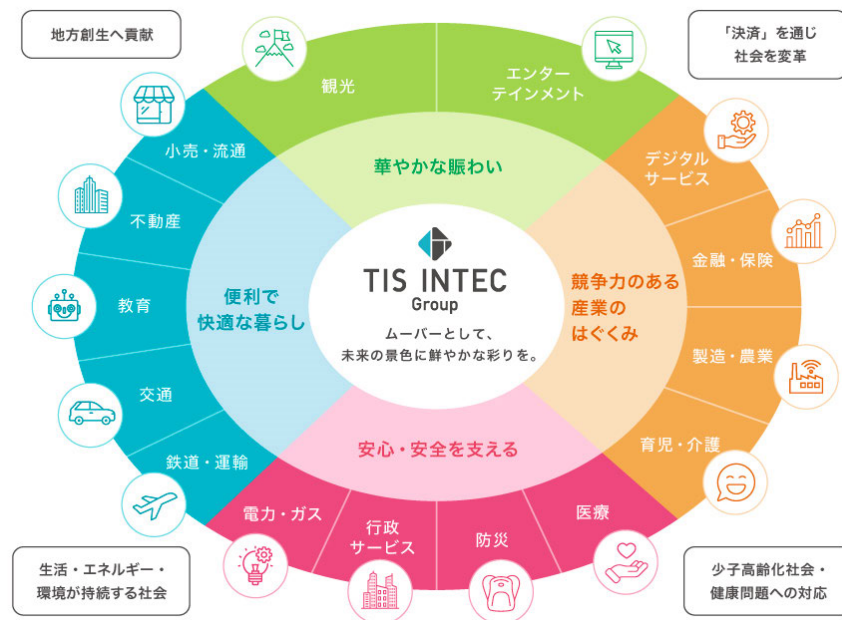 地方創生へ貢献
「決済」を通じ
社会を変革
観光
エンター
テインメント
小売・流通
デジタル
サービス
華やかな賑わい
不動産
金融・保険
TIS INTEC
Group
ムーバーとして、
未来の景色に鮮やかな彩りを。
便利で
快適な暮らし
競争力のある
産業の
はぐくみ
教育
製造・農業
交通
育児・介護
鉄道・運輸
安心・安全を支える
電力・ガス
行政
サービス
防災
医療
生活・エネルギー・
環境が持続する社会
少子高齢化社会・
健康問題への対応